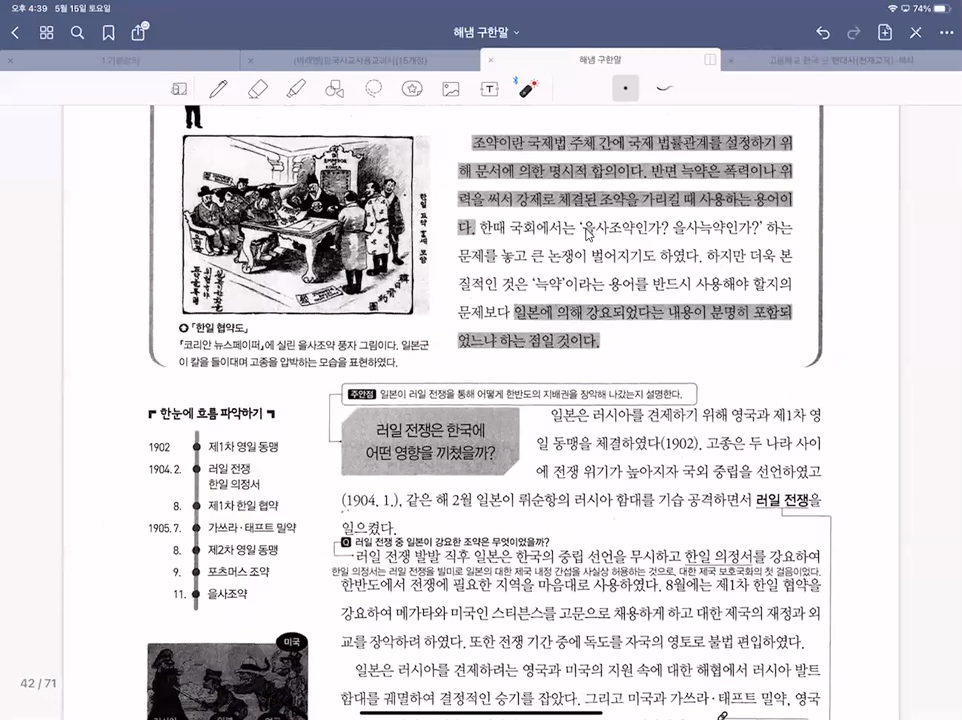 오후 4:39 5월 15일 토요일
74%
해냄 구한말
해냄 구한말
조약이란 국제법 주체 간에 국제 법률관계를 설정하기 위
해 문서에 의한 명시적 합의이다. 반면 늑약은 폭력이나 위
력을 써서 강제로 체결된 조약을 가리킬 때 사용하는 용어이
다. 한때 국회에서는 ‘을사조약인가? 을사늑약인가?’ 하는
문제를 놓고 큰 논쟁이 벌어지기도 하였다. 하지만 더욱 본
질적인 것은 ‘늑약’이라는 용어를 반드시 사용해야 할지의
문제보다 일본에 의해 강요되었다는 내용이 분명히 포함되
었느냐 하는 점일 것이다.
EMPEROR
KOREA
「한일 협약도」
「코리안 뉴스페이퍼」에 실린 을사조약 풍자 그림이다. 일본군
이 칼을 들이대며 고종을 압박하는 모습을 표현하였다.
주안점 일본이 러일 전쟁을 통해 어떻게 한반도의 지배권을 장악해 나갔는지 설명한다.
한눈에 흐름 파악하기
1902 제1차 영일 동맹
1904. 2. 러일 전쟁
한일 의정서
8. 제1차 한일 협약
1905. 7. 가쓰라·태프트 밀약
8. 제2차 영일 동맹
9. 포츠머스 조약
11. 을사조약
미국
러일 전쟁은 한국에
어떤 영향을 끼쳤을까?
일본은 러시아를 견제하기 위해 영국과 제1차 영
일 동맹을 체결하였다(1902). 고종은 두 나라 사이
에 전쟁 위기가 높아지자 국외 중립을 선언하였고
(1904. 1.), 같은 해 2월 일본이 뤼순항의 러시아 함대를 기습 공격하면서 러일 전쟁을
일으켰다.
Q 러일 전쟁 중 일본이 강요한 조약은 무엇이었을까?
러일 전쟁 발발 직후 일본은 한국의 중립 선언을 무시하고 한일 의정서를 강요하여
한일 의정서는 러일 전쟁을 빌미로 일본의 대한 제국 내정 간섭을 사실상 허용하는 것으로, 대한 제국 보호국화의 첫 걸음이었다.
한반도에서 전쟁에 필요한 지역을 마음대로 사용하였다. 8월에는 제1차 한일 협약을
강요하여 메가타와 미국인 스티븐스를 고문으로 채용하게 하고 대한 제국의 재정과 외
교를 장악하려 하였다. 또한 전쟁 기간 중에 독도를 자국의 영토로 불법 편입하였다.
일본은 러시아를 견제하려는 영국과 미국의 지원 속에 대한 해협에서 러시아 발트
함대를 궤멸하여 결정적인 승기를 잡았다. 그리고 미국과 가쓰라·태프트 밀약, 영국
42 / 71